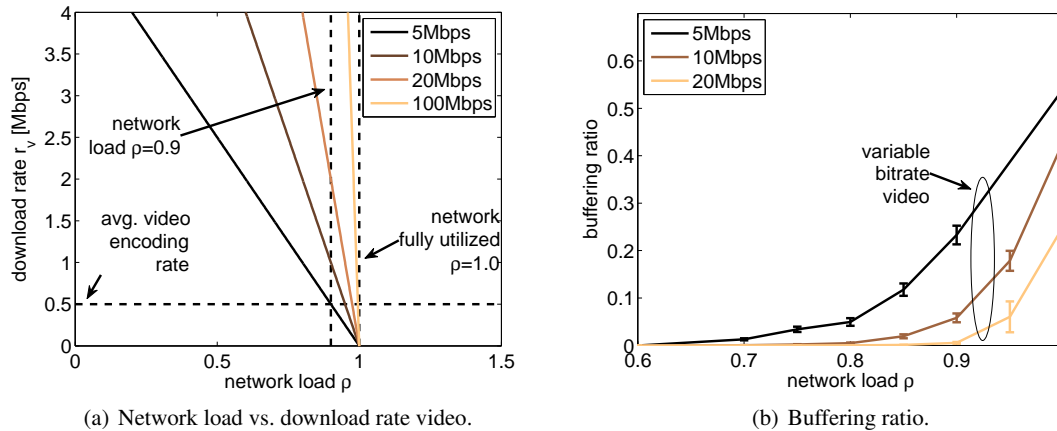 4
3.5
3
2.5
2
1.5
1
0.5
0
download rate r_v [Mbps]
5Mbps
10Mbps
20Mbps
100Mbps
network
load ρ=0.9
avg. video
encoding
rate
network
fully utilized
ρ=1.0
0 0.5 1 1.5
network load ρ
(a) Network load vs. download rate video.
0.6
0.5
0.4
0.3
0.2
0.1
0
buffering ratio
5Mbps
10Mbps
20Mbps
variable
bitrate
video
0.6 0.7 0.8 0.9
network load ρ
(b) Buffering ratio.